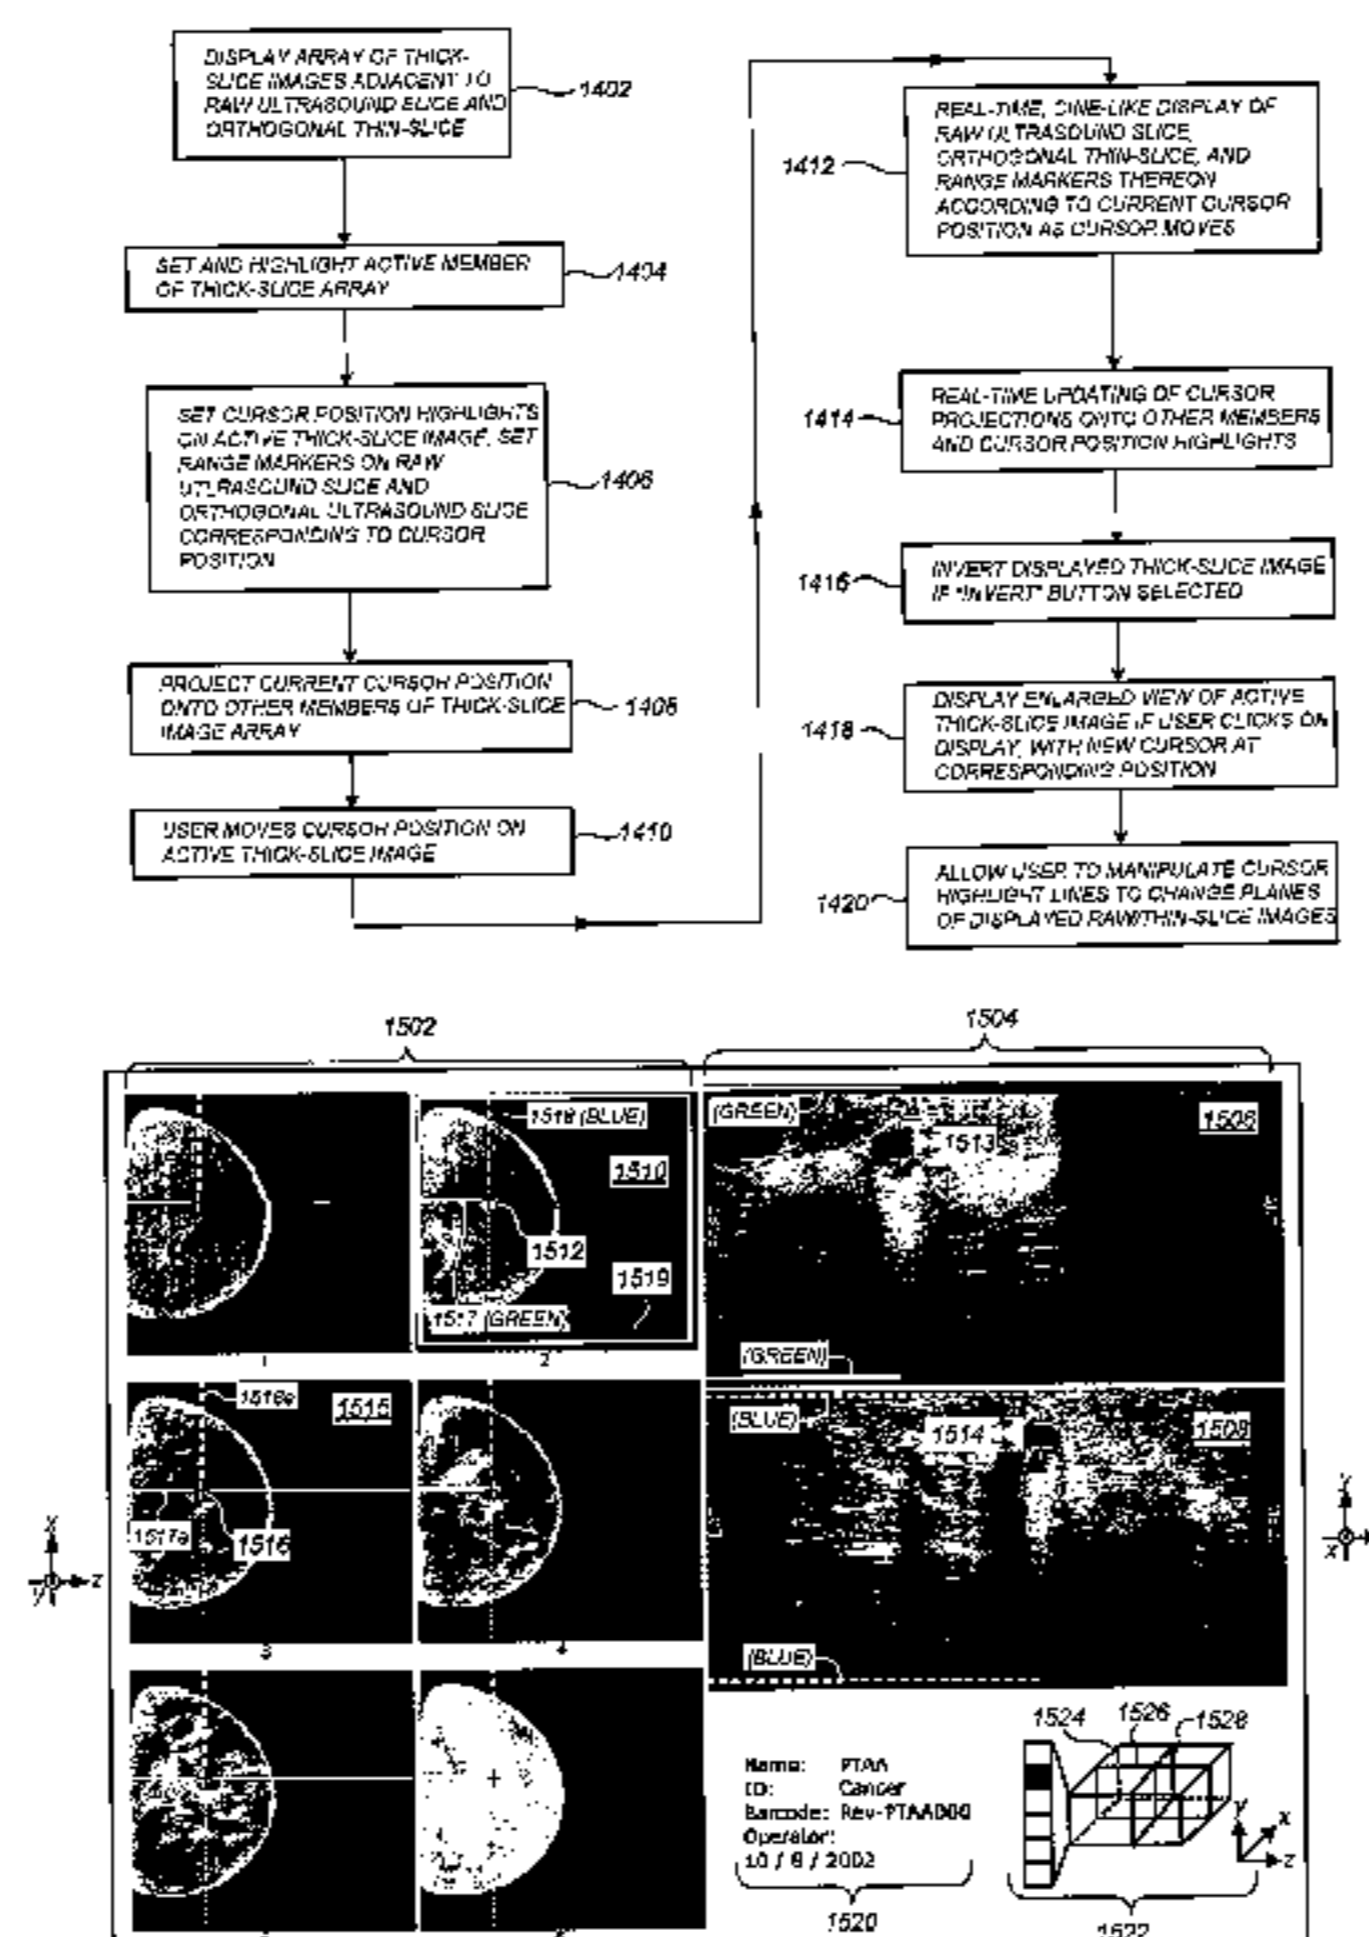 DISPLAY ARRAY OF THICK-
SLICE IMAGES ADJACENT TO
RAW ULTRASOUND SLICE AND
ORTHOGONAL THIN-SLICE
1402
SET AND HIGHLIGHT ACTIVE MEMBER
OF THICK-SLICE ARRAY
1404
SET CURSOR POSITION HIGHLIGHTS
ON ACTIVE THICK-SLICE IMAGE, SET
RANGE MARKERS ON RAW
UTLRASOUND SLICE AND
ORTHOGONAL ULTRASOUND SLICE
CORRESPONDING TO CURSOR
POSITION
1406
PROJECT CURRENT CURSOR POSITION
ONTO OTHER MEMBERS OF THICK-SLICE
IMAGE ARRAY
1408
USER MOVES CURSOR POSITION ON
ACTIVE THICK-SLICE IMAGE
1410
REAL-TIME, CINE-LIKE DISPLAY OF
RAW ULTRASOUND SLICE,
ORTHOGONAL THIN-SLICE, AND
RANGE MARKERS THEREON
ACCORDING TO CURRENT CURSOR
POSITION AS CURSOR MOVES
1412
REAL-TIME UPDATING OF CURSOR
PROJECTIONS ONTO OTHER MEMBERS
AND CURSOR POSITION HIGHLIGHTS
1414
INVERT DISPLAYED THICK-SLICE IMAGE
IF "INVERT" BUTTON SELECTED
1416
DISPLAY ENLARGED VIEW OF ACTIVE
THICK-SLICE IMAGE IF USER CLICKS ON
DISPLAY, WITH NEW CURSOR AT
CORRESPONDING POSITION
1418
ALLOW USER TO MANIPULATE CURSOR
HIGHLIGHT LINES TO CHANGE PLANES
OF DISPLAYED RAW/THIN-SLICE IMAGES
1420
1502
1504
1518 (BLUE)
1510
1512
1519
1517 (GREEN)
(GREEN)
1506
1513
(GREEN)
1
2
1516a
1515
1517a
1516
(BLUE)
1514
1508
(BLUE)
3
4
x
y
z
y
x
Name: PTAA
ID: Cancer
Barcode: Rev-PTAA000
Operator:
10 / 8 / 2002
1520
1524
1526
1528
y
x
z
1522